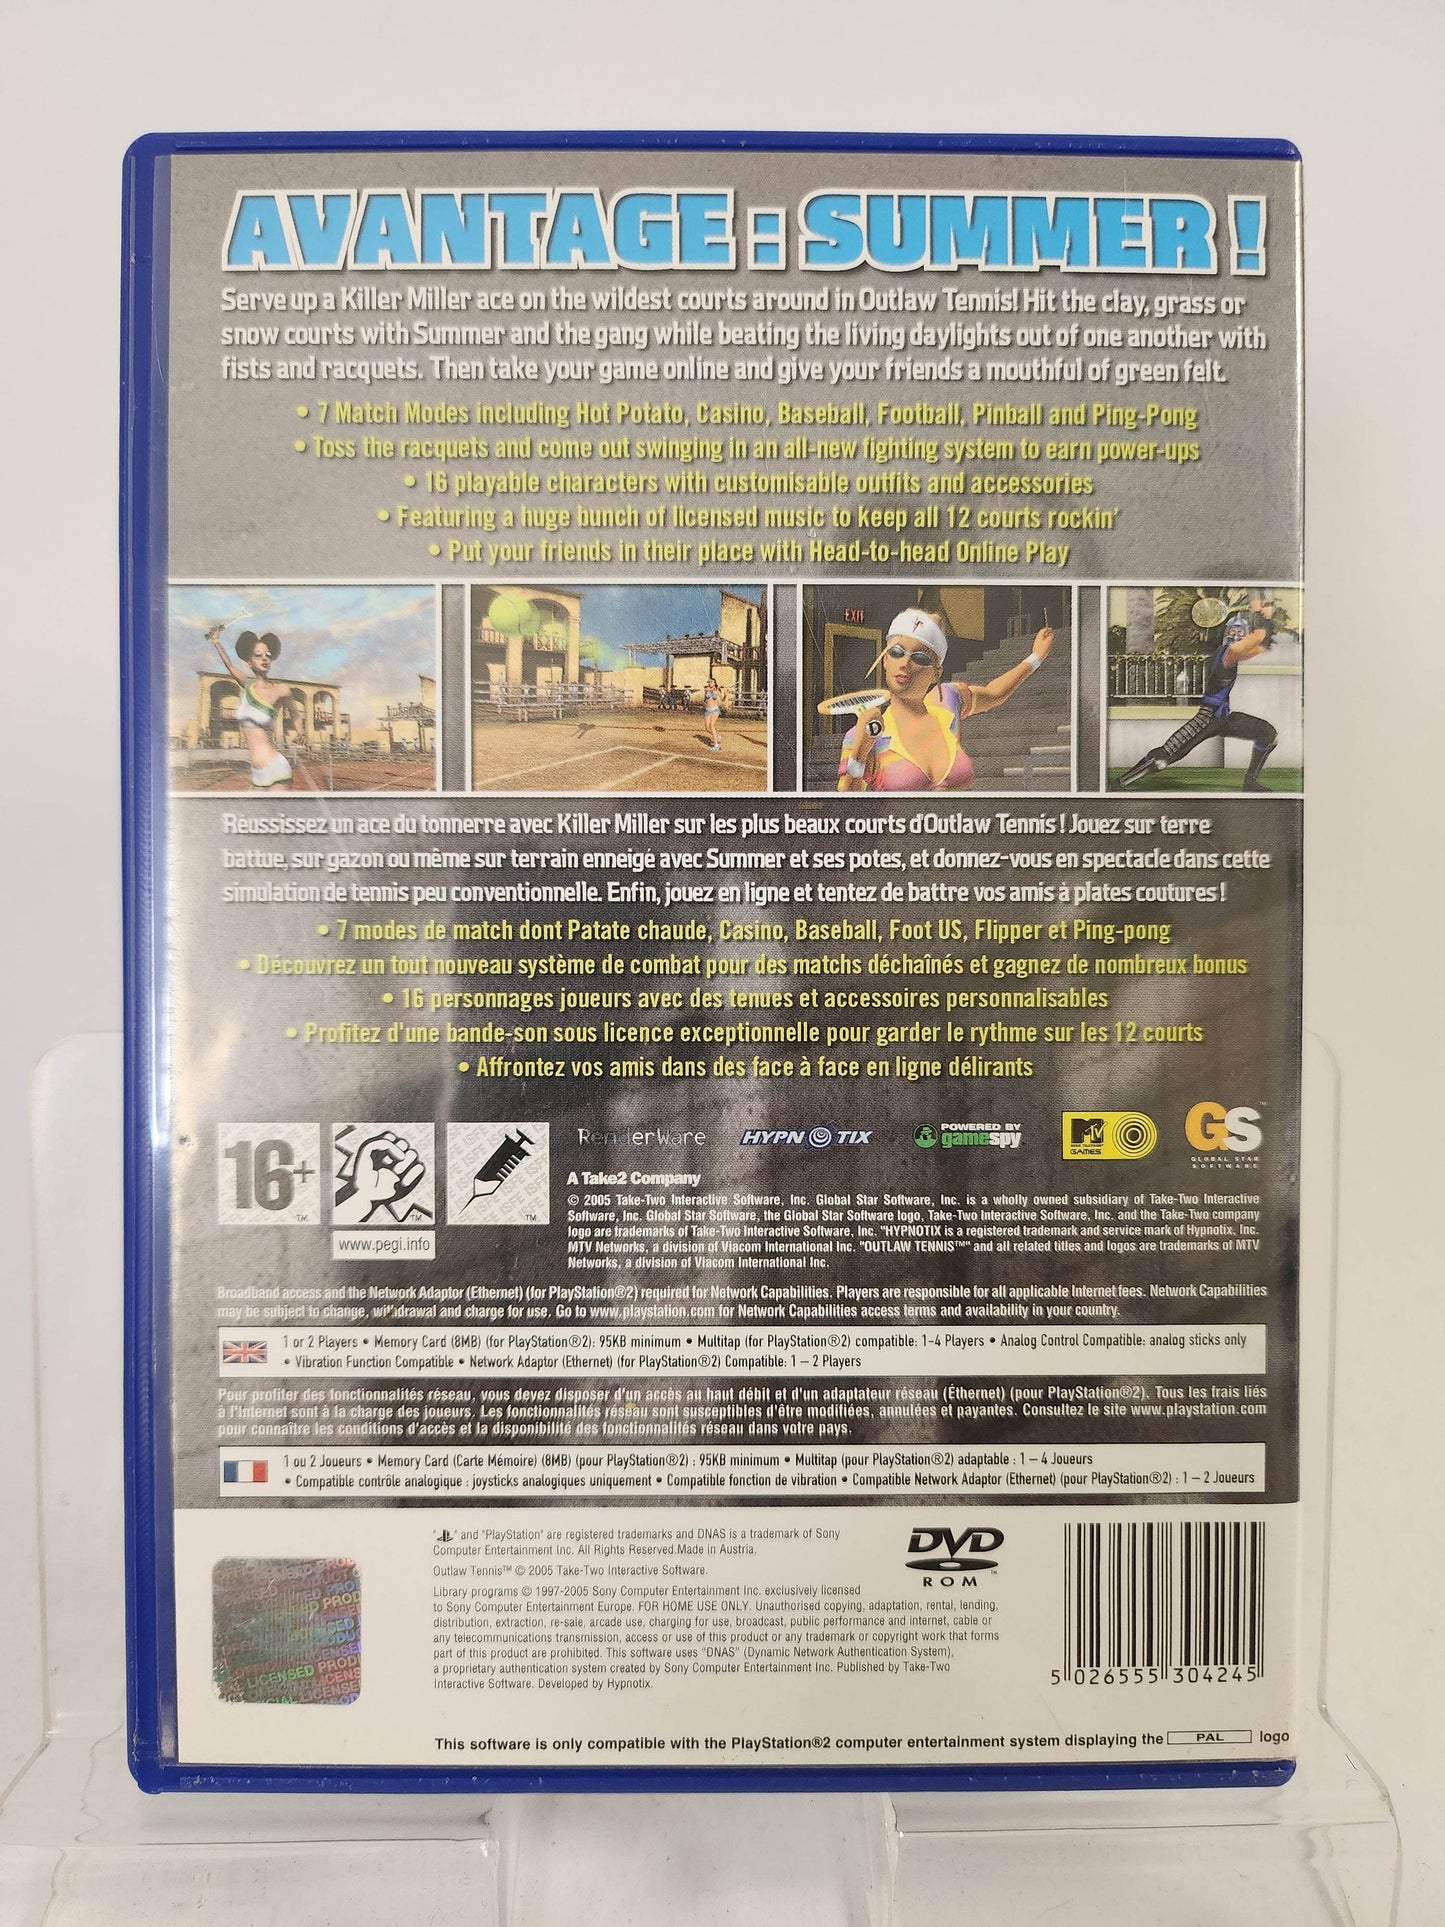 AVANTAGE : SUMMER !
Serve up a Killer Miller ace on the wildest courts around in Outlaw Tennis! Hit the clay, grass or
snow courts with Summer and the gang while beating the living daylights out of one another with
fists and racquets. Then take your game online and give your friends a mouthful of green felt.
• 7 Match Modes including Hot Potato, Casino, Baseball, Football, Pinball and Ping-Pong
• Toss the racquets and come out swinging in an all-new fighting system to earn power-ups
• 16 playable characters with customisable outfits and accessories
• Featuring a huge bunch of licensed music to keep all 12 courts rockin'
• Put your friends in their place with Head-to-head Online Play
EXIT
D
Réussissez un ace du tonnerre avec Killer Miller sur les plus beaux courts d'Outlaw Tennis ! Jouez sur terre
battue, sur gazon ou même sur terrain enneigé avec Summer et ses potes, et donnez-vous en spectacle dans cette
simulation de tennis peu conventionnelle. Enfin, jouez en ligne et tentez de battre vos amis à plates coutures !
• 7 modes de match dont Patate chaude, Casino, Baseball, Foot US, Flipper et Ping-pong
• Découvrez un tout nouveau système de combat pour des matchs déchaînés et gagnez de nombreux bonus
• 16 personnages joueurs avec des tenues et accessoires personnalisables
• Profitez d'une bande-son sous licence exceptionnelle pour garder le rythme sur les 12 courts
• Affrontez vos amis dans des face à face en ligne délirants
16+
™
™
™
www.pegi.info
RenderWare
HYPNOTIX
POWERED BY
gamespy
MTV
MUSIC TELEVISION
GAMES
GS™
GLOBAL STAR
SOFTWARE
A Take2 Company
© 2005 Take-Two Interactive Software, Inc. Global Star Software, Inc. is a wholly owned subsidiary of Take-Two Interactive
Software, Inc. Global Star Software, the Global Star Software logo, Take-Two Interactive Software, Inc. and the Take-Two company
logo are trademarks of Take-Two Interactive Software, Inc. "HYPNOTIX is a registered trademark and service mark of Hypnotix, Inc.
MTV Networks, a division of Viacom International Inc. "OUTLAW TENNIS™" and all related titles and logos are trademarks of MTV
Networks, a division of Viacom International Inc.
Broadband access and the Network Adaptor (Ethernet) (for PlayStation®2) required for Network Capabilities. Players are responsible for all applicable Internet fees. Network Capabilities
may be subject to change, withdrawal and charge for use. Go to www.playstation.com for Network Capabilities access terms and availability in your country.
1 or 2 Players • Memory Card (8MB) (for PlayStation®2): 95KB minimum • Multitap (for PlayStation®2) compatible: 1-4 Players • Analog Control Compatible: analog sticks only
• Vibration Function Compatible • Network Adaptor (Ethernet) (for PlayStation®2) Compatible: 1 – 2 Players
Pour profiter des fonctionnalités réseau, vous devez disposer d'un accès au haut débit et d'un adaptateur réseau (Éthernet) (pour PlayStation®2). Tous les frais liés
à l'Internet sont à la charge des joueurs. Les fonctionnalités réseau sont susceptibles d'être modifiées, annulées et payantes. Consultez le site www.playstation.com
pour connaître les conditions d'accès et la disponibilité des fonctionnalités réseau dans votre pays.
1 ou 2 Joueurs • Memory Card (Carte Mémoire) (8MB) (pour PlayStation®2) : 95KB minimum • Multitap (pour PlayStation®2) adaptable : 1 – 4 Joueurs
• Compatible contrôle analogique : joysticks analogiques uniquement • Compatible fonction de vibration • Compatible Network Adaptor (Ethernet) (pour PlayStation®2) : 1 – 2 Joueurs
" " and "PlayStation" are registered trademarks and DNAS is a trademark of Sony
Computer Entertainment Inc. All Rights Reserved.Made in Austria.
Outlaw Tennis™ © 2005 Take-Two Interactive Software.
Library programs © 1997-2005 Sony Computer Entertainment Inc. exclusively licensed
to Sony Computer Entertainment Europe. FOR HOME USE ONLY. Unauthorised copying, adaptation, rental, lending,
distribution, extraction, re-sale, arcade use, charging for use, broadcast, public performance and internet, cable or
any telecommunications transmission, access or use of this product or any trademark or copyright work that forms
part of this product are prohibited. This software uses "DNAS" (Dynamic Network Authentication System),
a proprietary authentication system created by Sony Computer Entertainment Inc. Published by Take-Two
Interactive Software. Developed by Hypnotix.
DVD
ROM
™
5 026555 304245
LICENSED PROD
This software is only compatible with the PlayStation®2 computer entertainment system displaying the PAL logo